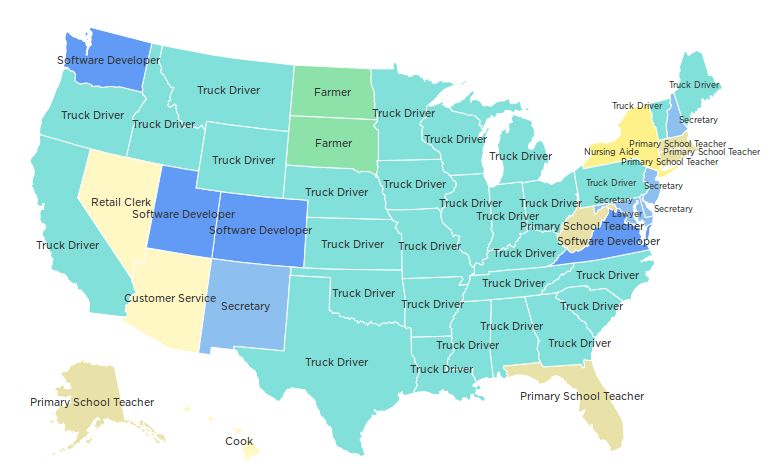 Software Developer
Truck Driver
Farmer
Truck Driver
Truck Driver
Truck Driver
Truck Driver
Secretary
Truck Driver
Truck Driver
Farmer
Truck Driver
Primary School Teacher
Nursing Aide
Primary School Teacher
Truck Driver
Truck Driver
Primary School Teacher
Truck Driver
Truck Driver
Secretary
Truck Driver
Retail Clerk
Truck Driver
Truck Driver
Secretary
Software Developer
Truck Driver
Lawyer
Secretary
Software Developer
Primary School Teacher
Truck Driver
Truck Driver
Truck Driver
Software Developer
Truck Driver
Truck Driver
Truck Driver
Truck Driver
Customer Service
Truck Driver
Secretary
Truck Driver
Truck Driver
Truck Driver
Truck Driver
Truck Driver
Truck Driver
Truck Driver
Primary School Teacher
Primary School Teacher
Cook